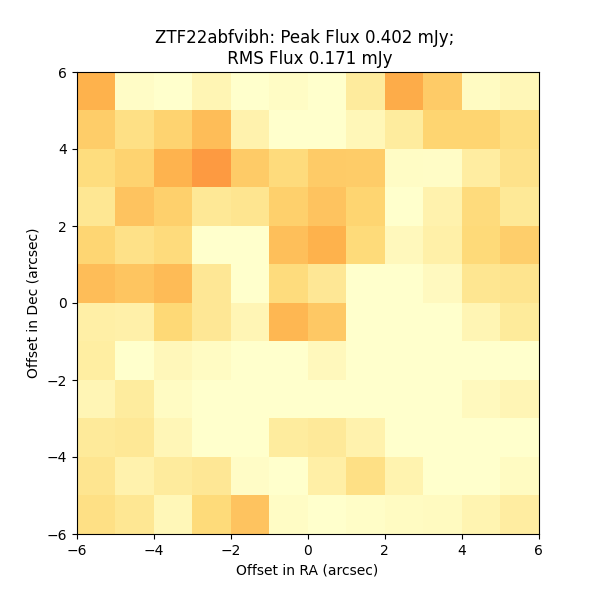 ZTF22abfvibh: Peak Flux 0.402 mJy;
RMS Flux 0.171 mJy
6
4
2
0
−2
−4
−6
Offset in Dec (arcsec)
−6 −4 −2 0 2 4 6
Offset in RA (arcsec)